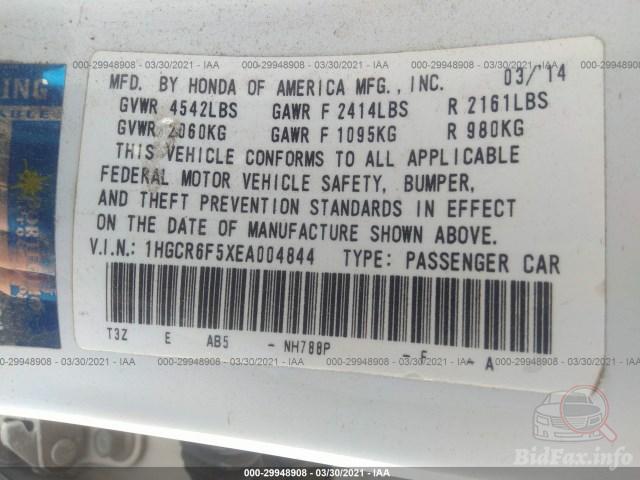 000-29948908 - 03/30/2021 - IAA
MFD. BY HONDA OF AMERICA MFG., INC. 03/14
GVWR 4542LBS GAWR F 2414LBS R 2161LBS
GVWR 2060KG GAWR F 1095KG R 980KG
THIS VEHICLE CONFORMS TO ALL APPLICABLE
FEDERAL MOTOR VEHICLE SAFETY, BUMPER,
AND THEFT PREVENTION STANDARDS IN EFFECT
ON THE DATE OF MANUFACTURE SHOWN ABOVE.
V.I.N.: 1HGCR6F5XEA004844 TYPE: PASSENGER CAR
T3Z E AB5 - NH788P - E - A
000-29948908 - 03/30/2021 - IAA
BidFax.info